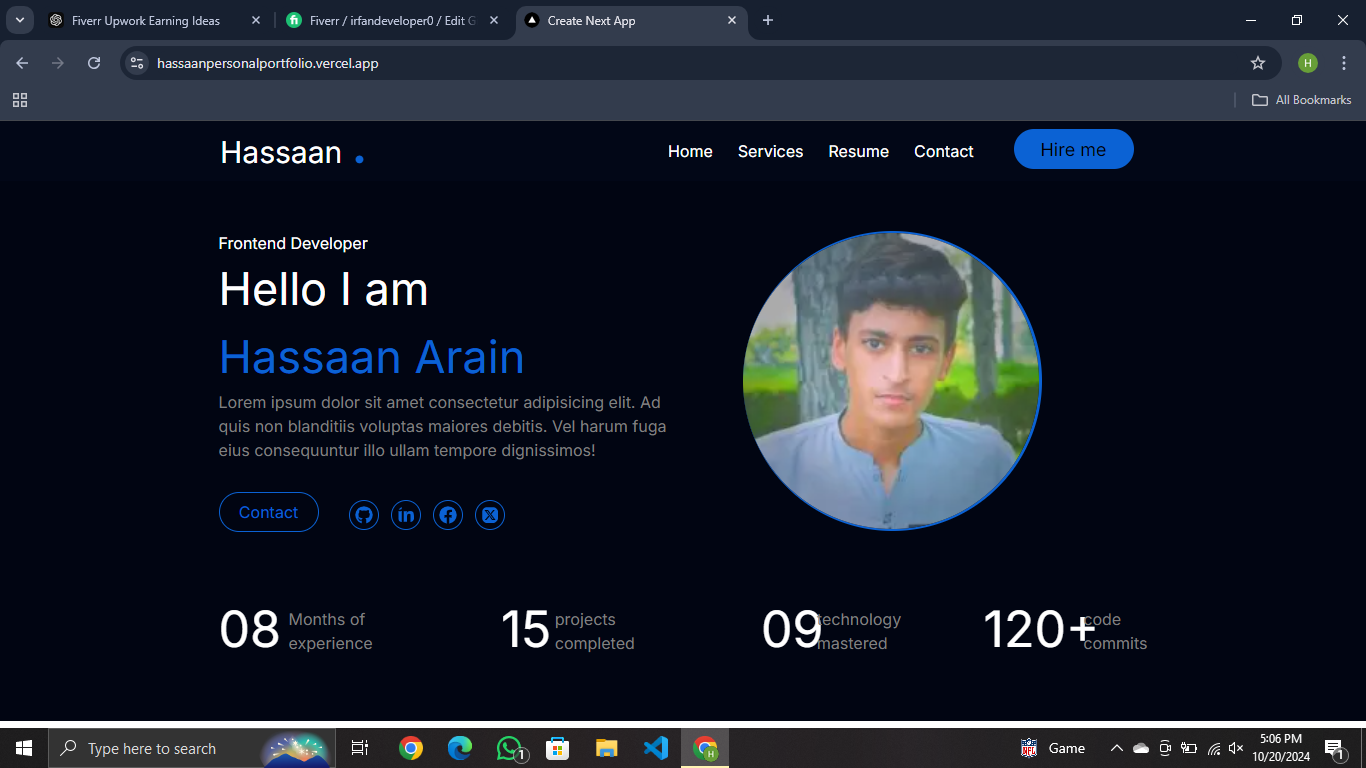 Fiverr Upwork Earning Ideas
Fiverr / irfandeveloper0 / Edit G
Create Next App
hassaanpersonalportfolio.vercel.app
H
All Bookmarks
Hassaan .
Home
Services
Resume
Contact
Hire me
Frontend Developer
Hello I am
Hassaan Arain
Lorem ipsum dolor sit amet consectetur adipisicing elit. Ad
quis non blanditiis voluptas maiores debitis. Vel harum fuga
eius consequuntur illo ullam tempore dignissimos!
Contact
08 Months of
experience
15 projects
completed
09 technology
mastered
120+ code
commits
Type here to search
1
H
NFL
Game
5:06 PM
10/20/2024
1